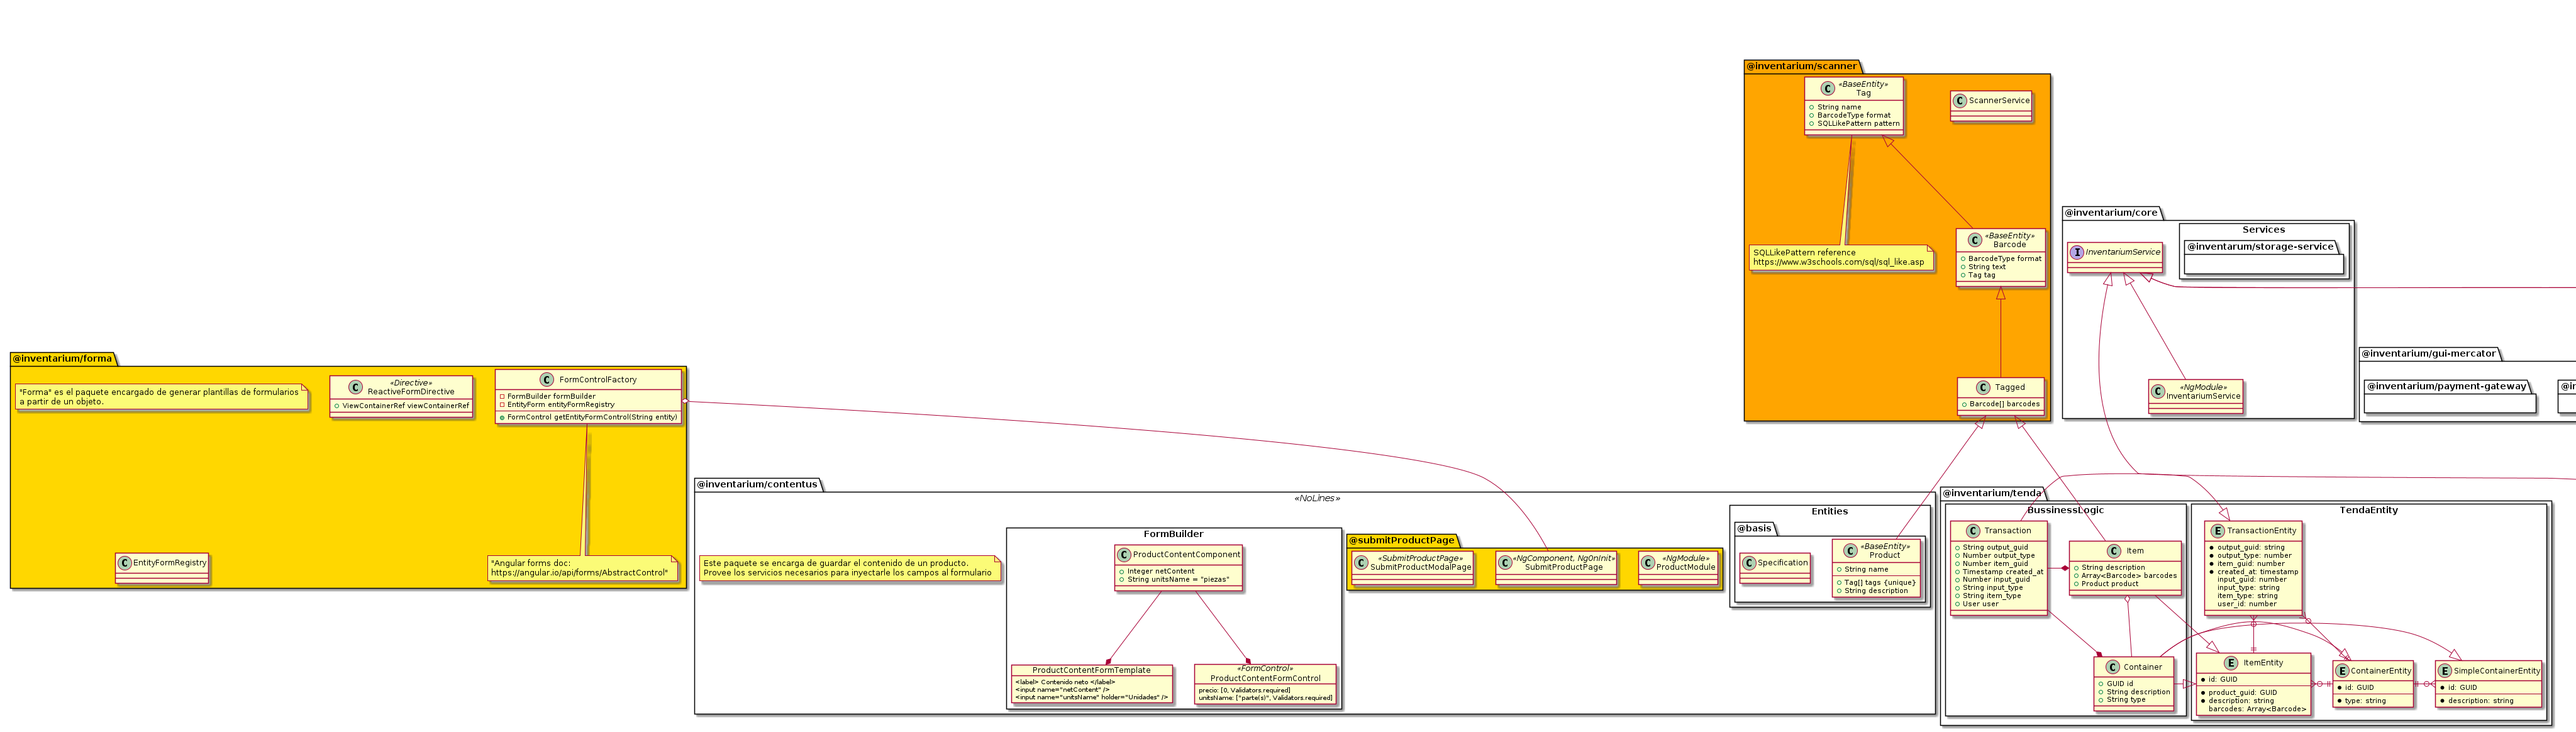 @inventarium/scanner
C «BaseEntity»
Tag
String name
BarcodeType format
SQLLikePattern pattern
C ScannerService
SQLLikePattern reference
https://www.w3schools.com/sql/sql_like.asp
C «BaseEntity»
Barcode
BarcodeType format
String text
Tag tag
C Tagged
Barcode[] barcodes
@inventarium/core
I InventariumService
Services
@inventarum/storage-service
C «NgModule»
InventariumService
@inventarium/gui-mercator
@inventarium/payment-gateway
@in
@inventarium/forma
"Forma" es el paquete encargado de generar plantillas de formularios
a partir de un objeto.
C «Directive»
ReactiveFormDirective
ViewContainerRef viewContainerRef
C FormControlFactory
FormBuilder formBuilder
EntityForm entityFormRegistry
FormControl getEntityFormControl(String entity)
C EntityFormRegistry
"Angular forms doc:
https://angular.io/api/forms/AbstractControl"
@inventarium/contentus
«NoLines»
Este paquete se encarga de guardar el contenido de un producto.
Provee los servicios necesarios para inyectarle los campos al formulario
FormBuilder
C ProductContentComponent
Integer netContent
String unitsName = "piezas"
ProductContentFormTemplate
<label> Contenido neto </label>
<input name="netContent" />
<input name="unitsName" holder="Unidades" />
«FormControl»
ProductContentFormControl
precio: [0, Validators.required]
unitsName: ["parte(s)", Validators.required]
@submitProductPage
C «SubmitProductPage»
SubmitProductModalPage
C «NgComponent, NgOnInit»
SubmitProductPage
C «NgModule»
ProductModule
Entities
@basis
C Specification
C «BaseEntity»
Product
String name
Tag[] tags {unique}
String description
@inventarium/tenda
BussinessLogic
C Transaction
String output_guid
Number output_type
Number item_guid
Timestamp created_at
Number input_guid
String input_type
String item_type
User user
C Item
String description
Array<Barcode> barcodes
Product product
C Container
GUID id
String description
String type
TendaEntity
E TransactionEntity
output_guid: string
output_type: number
item_guid: number
created_at: timestamp
input_guid: number
input_type: string
item_type: string
user_id: number
E ItemEntity
id: GUID
product_guid: GUID
description: string
barcodes: Array<Barcode>
E ContainerEntity
id: GUID
type: string
E SimpleContainerEntity
id: GUID
description: string